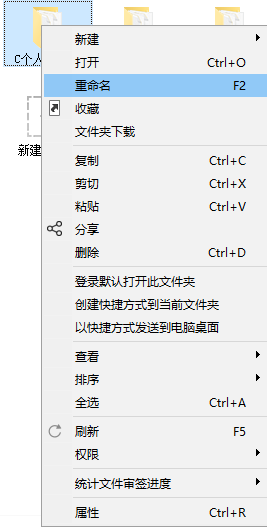 C个人
新建
新建
打开 Ctrl+O
重命名 F2
收藏
文件夹下载
复制 Ctrl+C
剪切 Ctrl+X
粘贴 Ctrl+V
分享
删除 Ctrl+D
登录默认打开此文件夹
创建快捷方式到当前文件夹
以快捷方式发送到电脑桌面
查看
排序
全选 Ctrl+A
刷新 F5
权限
统计文件审签进度
属性 Ctrl+R